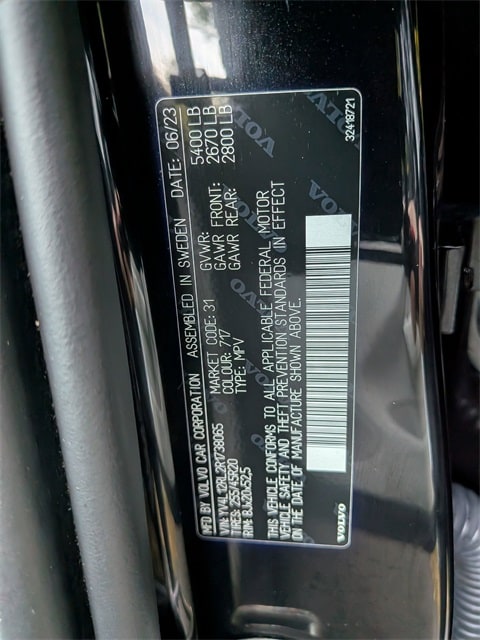 MFD BY VOLVO CAR CORPORATION ASSEMBLED IN SWEDEN DATE: 06/23
VIN: YV4L12RL2R1738065 GVWR: 5400 LB
TIRES: 255/45R20 MARKET CODE: 31 GAWR FRONT: 2670 LB
RIM: 8Jx20x52.5 COLOUR: 717 GAWR REAR: 2800 LB
TYPE: MPV
THIS VEHICLE CONFORMS TO ALL APPLICABLE FEDERAL MOTOR
VEHICLE SAFETY AND THEFT PREVENTION STANDARDS IN EFFECT
ON THE DATE OF MANUFACTURE SHOWN ABOVE.
VOLVO
32418721